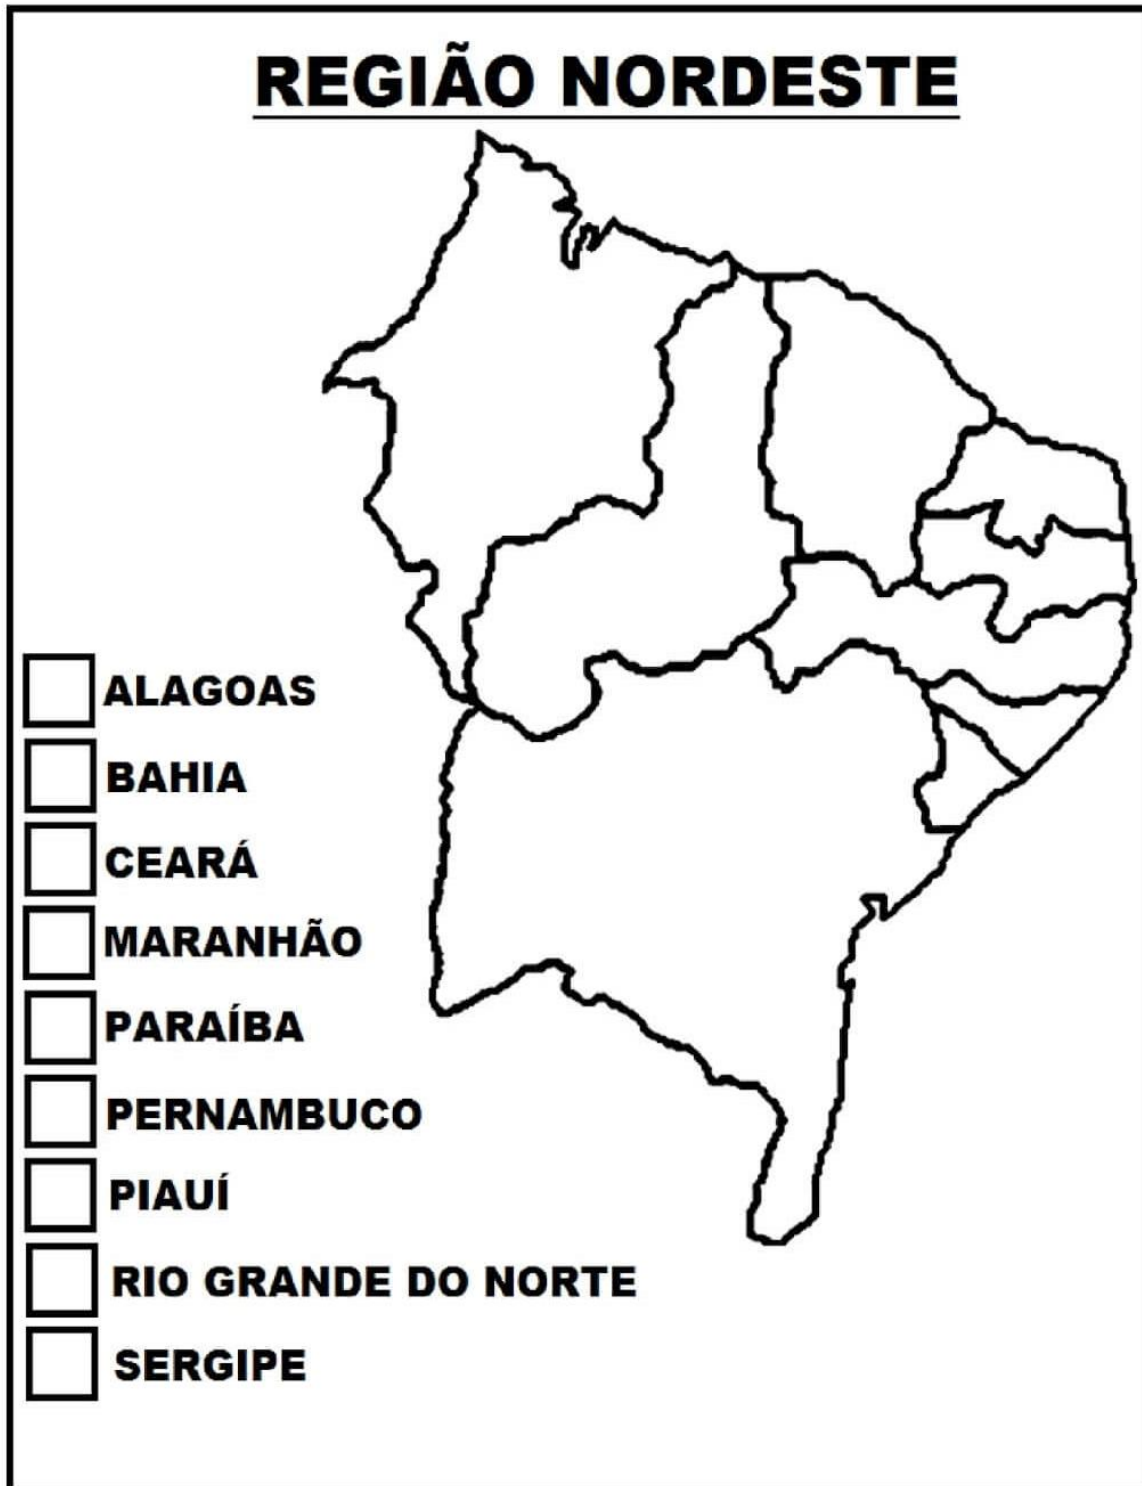 REGIÃO NORDESTE
ALAGOAS
BAHIA
CEARÁ
MARANHÃO
PARAÍBA
PERNAMBUCO
PIAUÍ
RIO GRANDE DO NORTE
SERGIPE